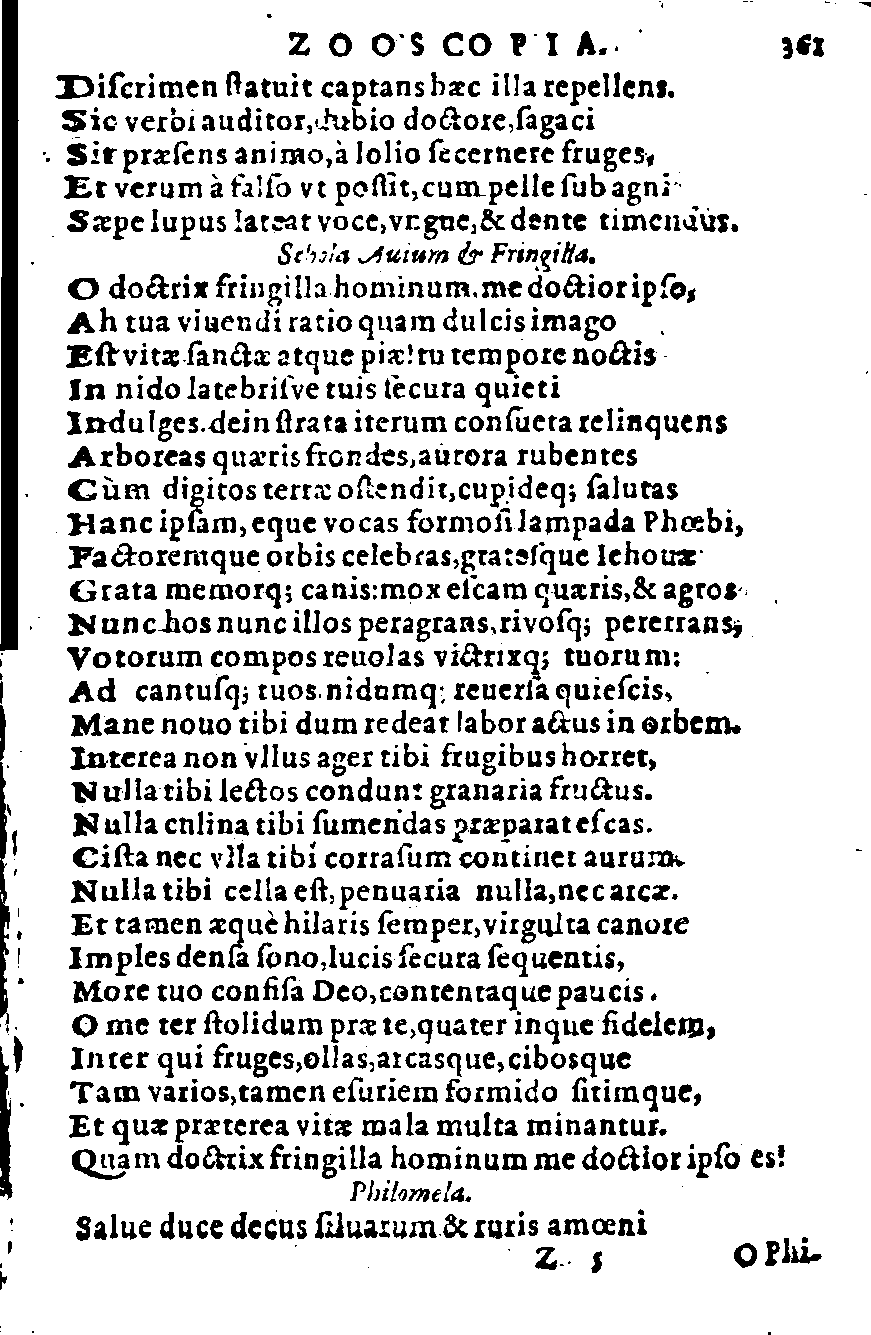 ZOOSCOPIA. 361
Diſcrimen ſtatuit captans hæc illa repellens.
Sic verbi auditor, dubio doctore, ſagaci
Sit præſens animo, à lolio ſecernere fruges,
Et verum à falſo vt poſſit, cum pelle ſub agni
Sæpe lupus lateat voce, vngue, & dente timendus.
Schola Auium & Fringilla.
O doctrix fringilla hominum. me doctior ipſo,
Ah tua viuendi ratio quam dulcis imago
Eſt vitæ ſanctæ atque piæ! tu tempore noctis
In nido latebriſve tuis ſecura quieti
Indulges. dein ſtrata iterum conſueta relinquens
Arboreas quæris frondes, aurora rubentes
Cùm digitos terræ oſtendit, cupideq; ſalutas
Hanc ipſam, eque vocas formoſi lampada Phœbi,
Factoremque orbis celebras, grateſque Iehouæ
Grata memorq; canis: mox eſcam quæris, & agros
Nunc hos nunc illos peragrans, rivoſq; pererrans,
Votorum compos reuolas victrixq; tuorum:
Ad cantuſq; tuos. nidumq; reuerſa quieſcis,
Mane nouo tibi dum redeat labor actus in orbem.
Interea non vllus ager tibi frugibus horret,
Nulla tibi lectos condunt granaria fructus.
Nulla cnlina tibi ſumendas præparat eſcas.
Ciſta nec vlla tibi corraſum continet aurum.
Nulla tibi cella eſt, penuaria nulla, nec arcæ.
Et tamen æquè hilaris ſemper, virgulta canore
Imples denſa ſono, lucis ſecura ſequentis,
More tuo confiſa Deo, contentaque paucis.
O me ter ſtolidum præ te, quater inque fidelem,
Inter qui fruges, ollas, arcasque, cibosque
Tam varios, tamen eſuriem formido ſitimque,
Et quæ præterea vitæ mala multa minantur.
Quam doctrix fringilla hominum me doctior ipſo es!
Philomela.
Salue duce decus ſiluarum & ruris amœni
Z 5 O Phi-